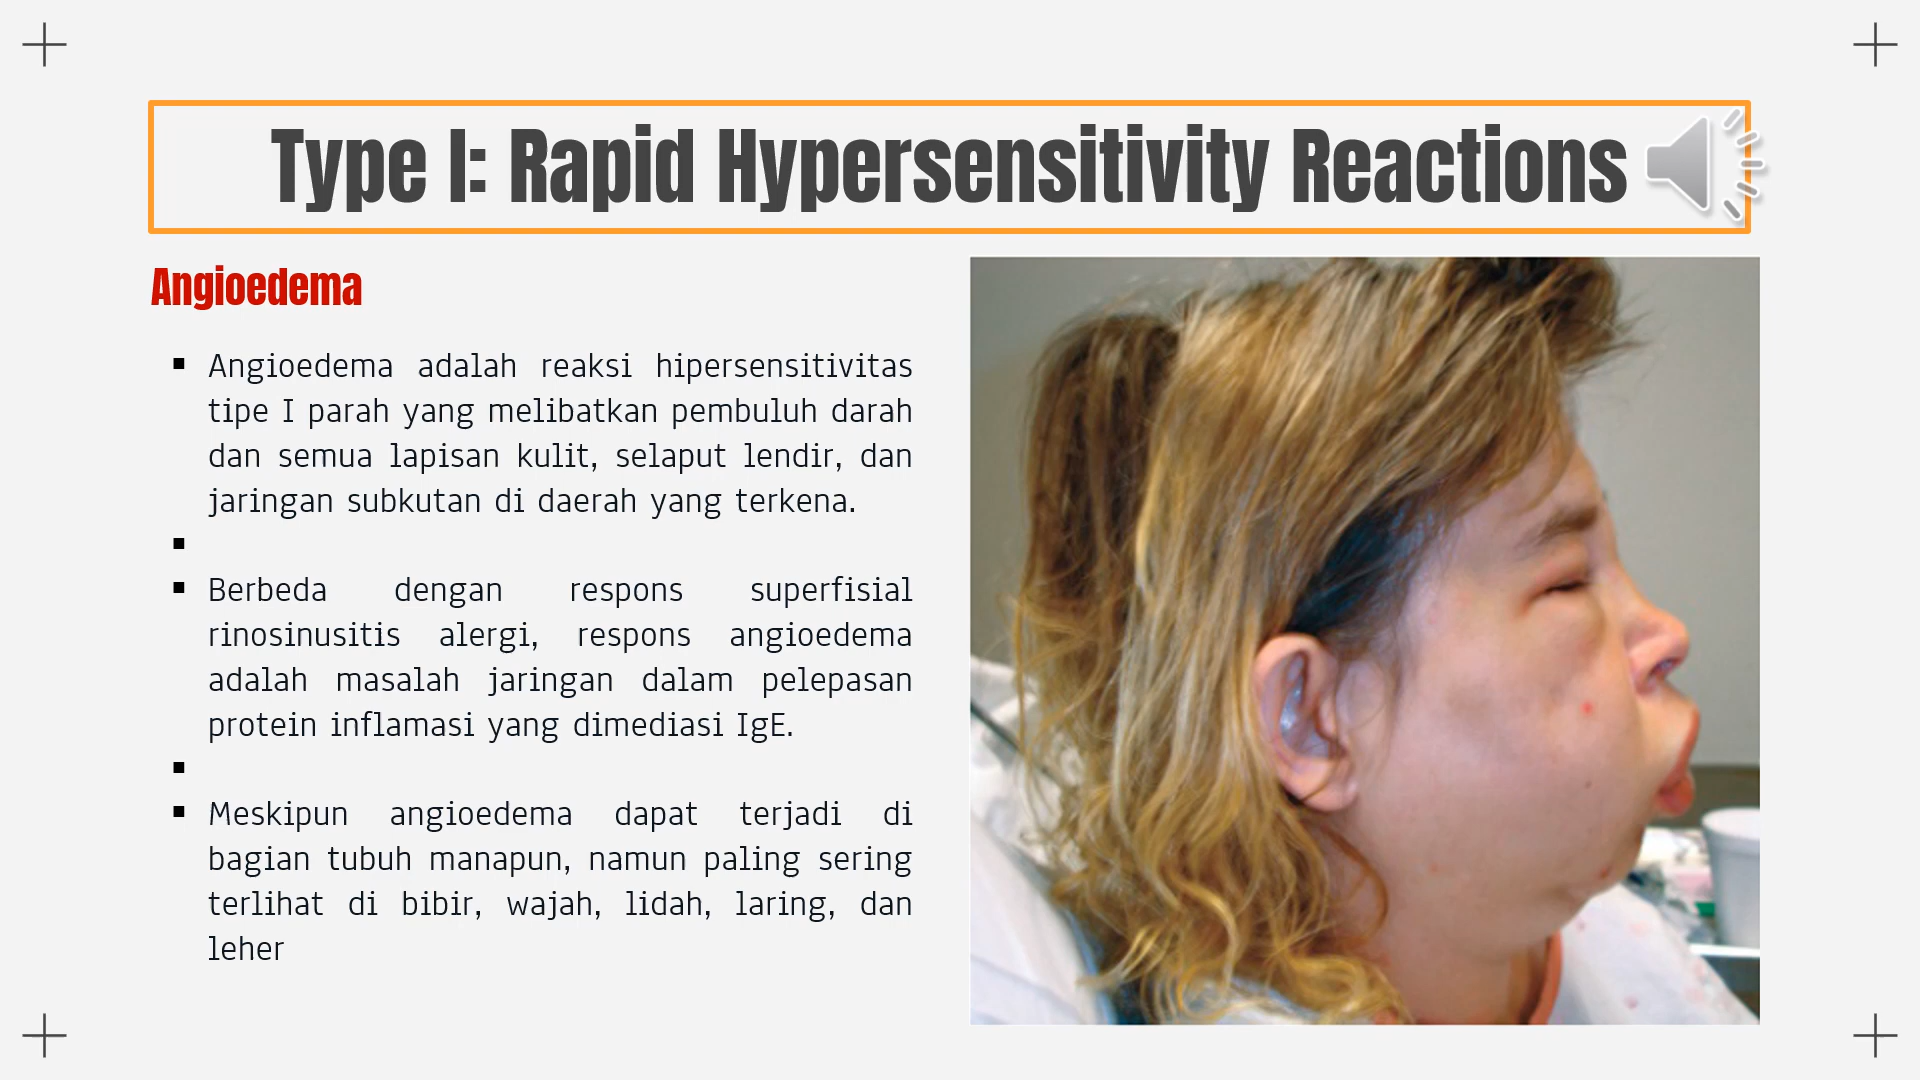 Type I: Rapid Hypersensitivity Reactions
Angioedema
▪ Angioedema adalah reaksi hipersensitivitas
tipe I parah yang melibatkan pembuluh darah
dan semua lapisan kulit, selaput lendir, dan
jaringan subkutan di daerah yang terkena.
▪
▪ Berbeda dengan respons superfisial
rinosinusitis alergi, respons angioedema
adalah masalah jaringan dalam pelepasan
protein inflamasi yang dimediasi IgE.
▪
▪ Meskipun angioedema dapat terjadi di
bagian tubuh manapun, namun paling sering
terlihat di bibir, wajah, lidah, laring, dan
leher